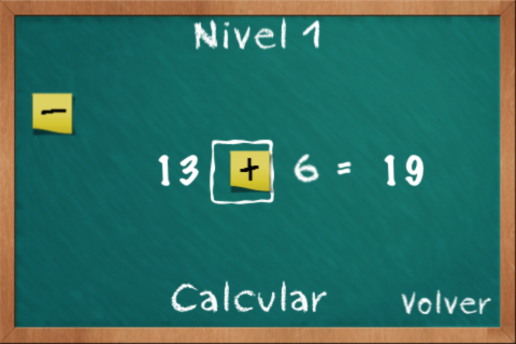 Nivel 1
-
13 + 6 = 19
Calcular
Volver